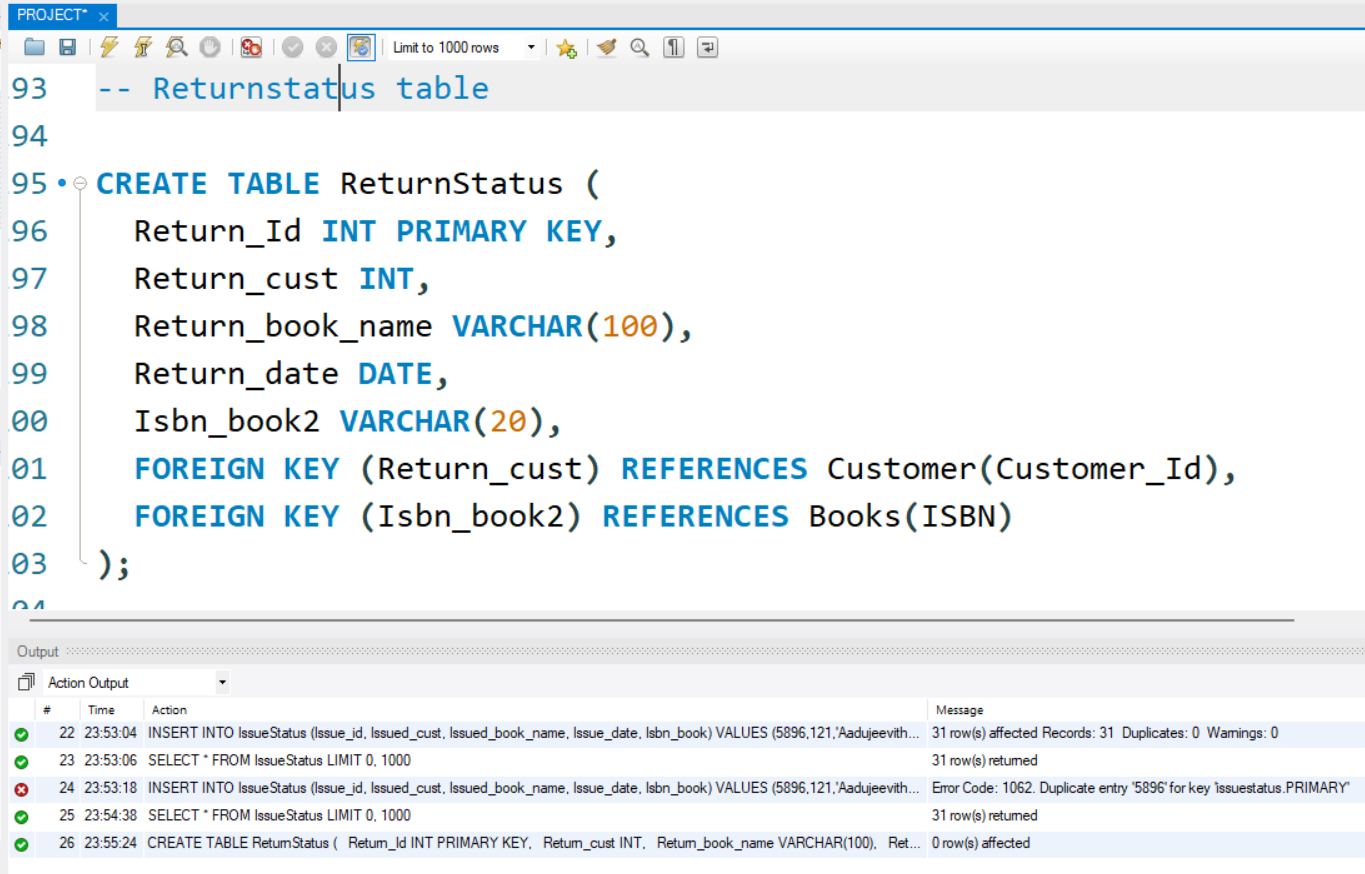 PROJECT* ×
Limit to 1000 rows
93 -- Returnstatus table
94
95 CREATE TABLE ReturnStatus (
96 Return_Id INT PRIMARY KEY,
97 Return_cust INT,
98 Return_book_name VARCHAR(100),
99 Return_date DATE,
00 Isbn_book2 VARCHAR(20),
01 FOREIGN KEY (Return_cust) REFERENCES Customer(Customer_Id),
02 FOREIGN KEY (Isbn_book2) REFERENCES Books(ISBN)
03 );
04
Output
Action Output
# Time Action Message
22 23:53:04 INSERT INTO IssueStatus (Issue_id, Issued_cust, Issued_book_name, Issue_date, Isbn_book) VALUES (5896,121,'Aadujeevith... 31 row(s) affected Records: 31 Duplicates: 0 Warnings: 0
23 23:53:06 SELECT * FROM IssueStatus LIMIT 0, 1000 31 row(s) returned
24 23:53:18 INSERT INTO IssueStatus (Issue_id, Issued_cust, Issued_book_name, Issue_date, Isbn_book) VALUES (5896,121,'Aadujeevith... Error Code: 1062. Duplicate entry '5896' for key 'issuestatus.PRIMARY'
25 23:54:38 SELECT * FROM IssueStatus LIMIT 0, 1000 31 row(s) returned
26 23:55:24 CREATE TABLE ReturnStatus ( Return_Id INT PRIMARY KEY, Return_cust INT, Return_book_name VARCHAR(100), Ret... 0 row(s) affected